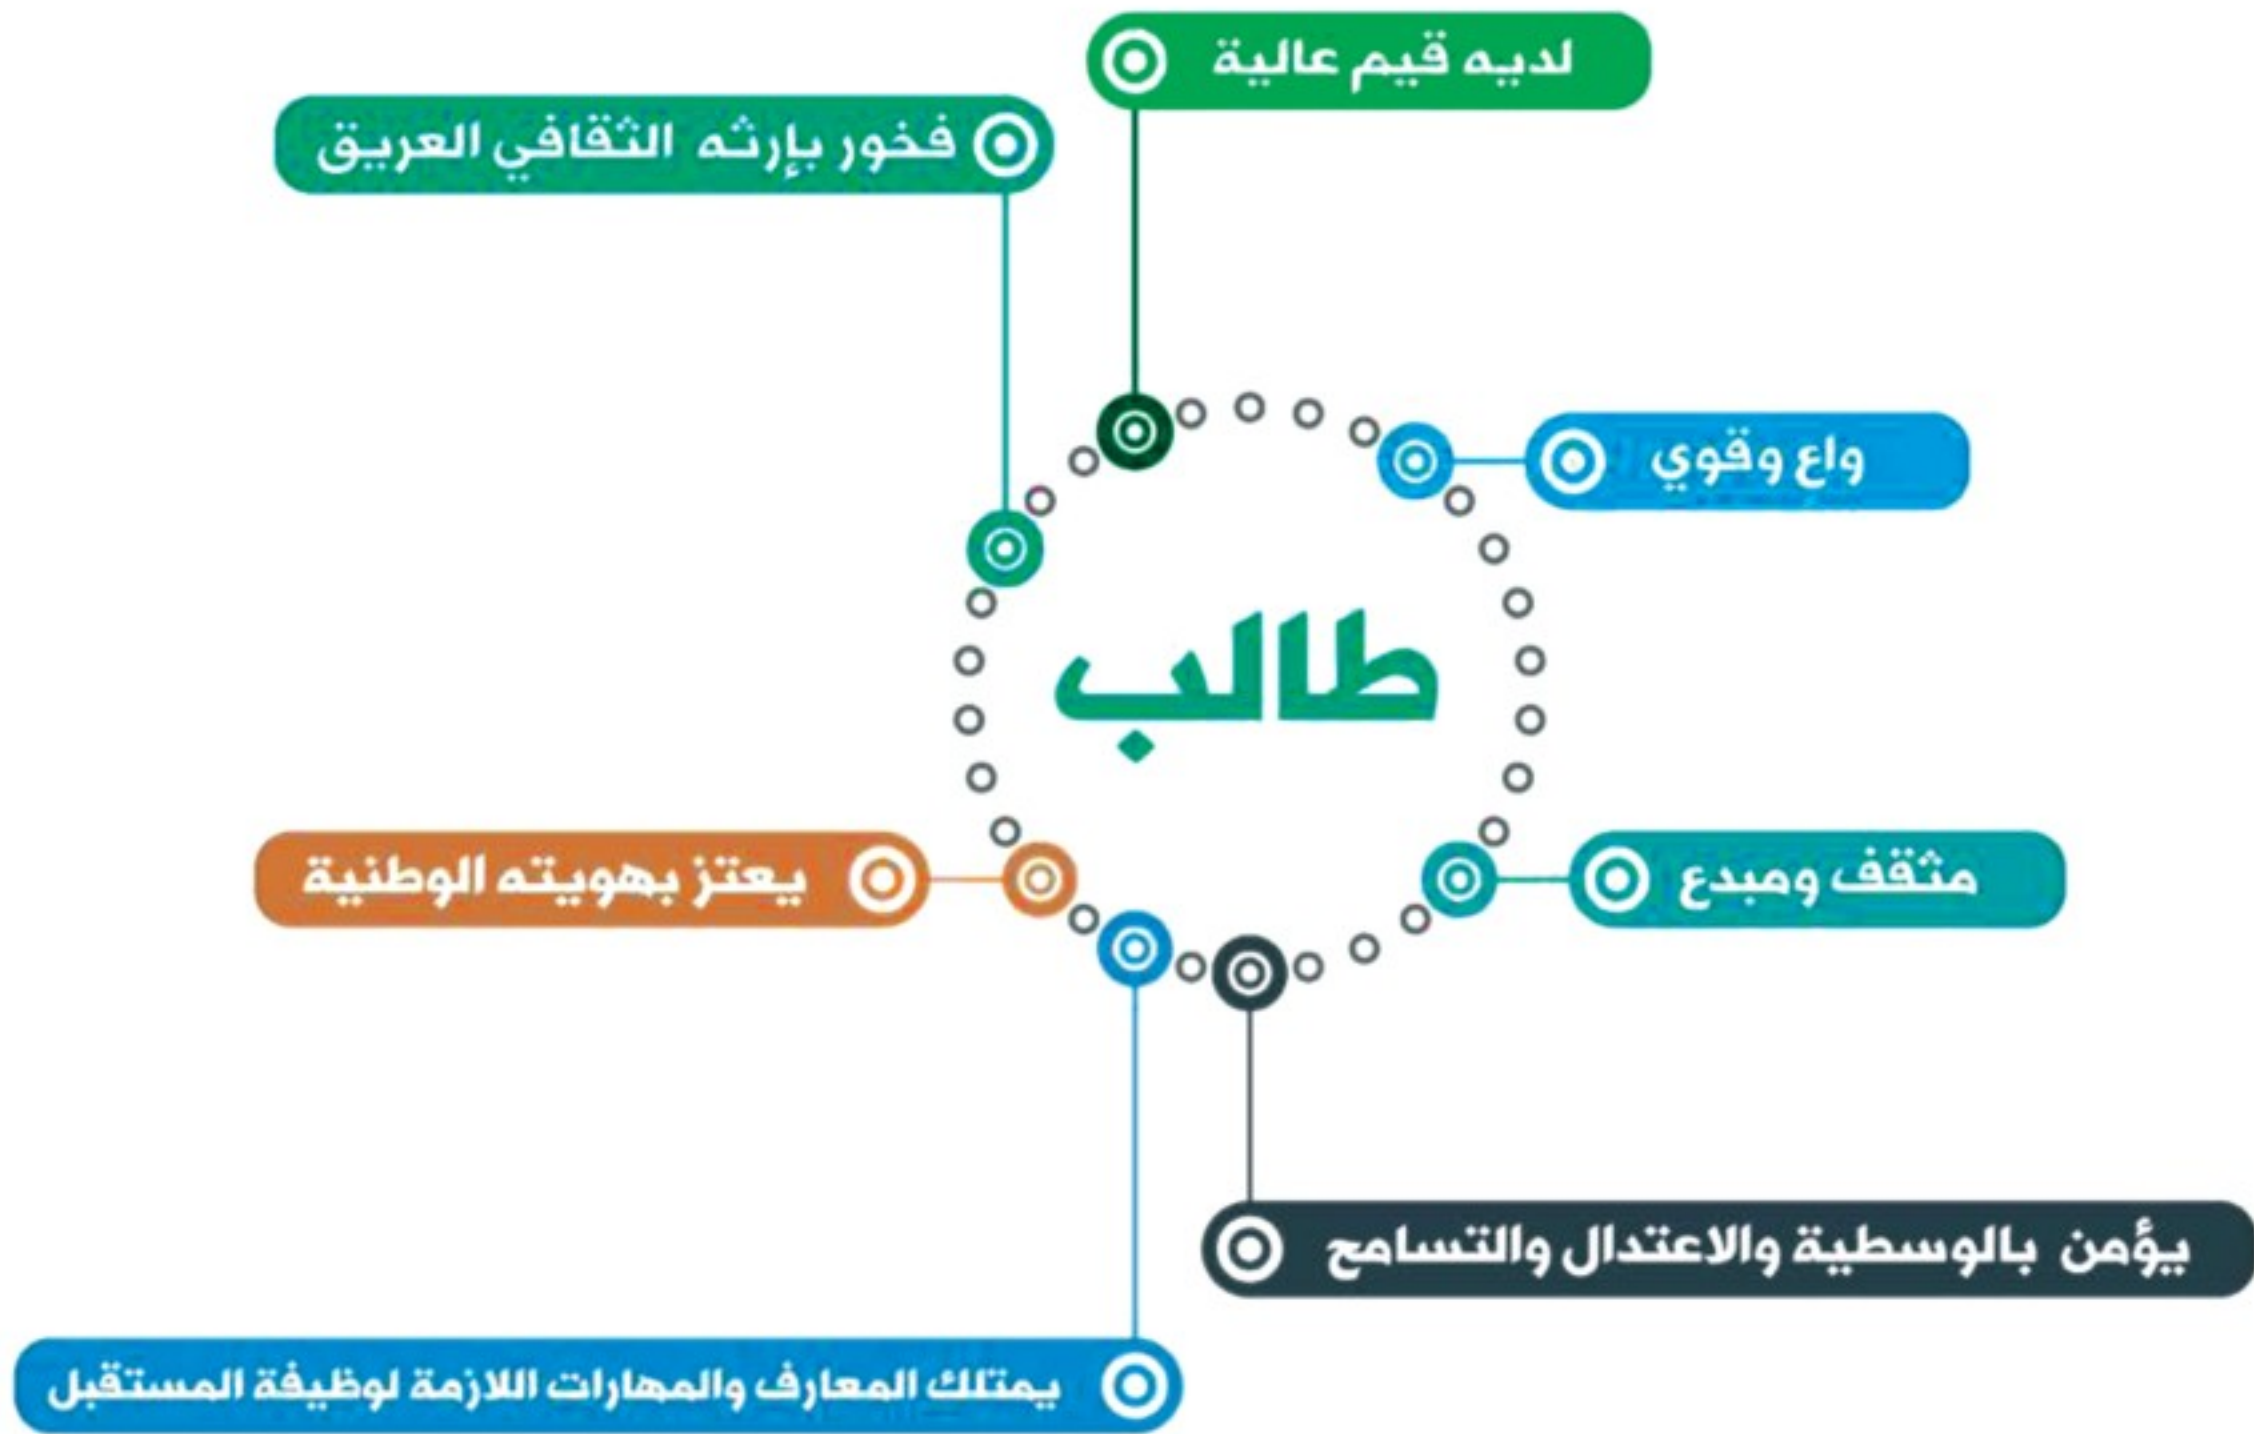 لديه قيم عالية
فخور بإرثه الثقافي العريق
واعٍ وقوي
طالب
مثقف ومبدع
يعتز بهويته الوطنية
يؤمن بالوسطية والاعتدال والتسامح
يمتلك المعارف والمهارات اللازمة لوظيفة المستقبل